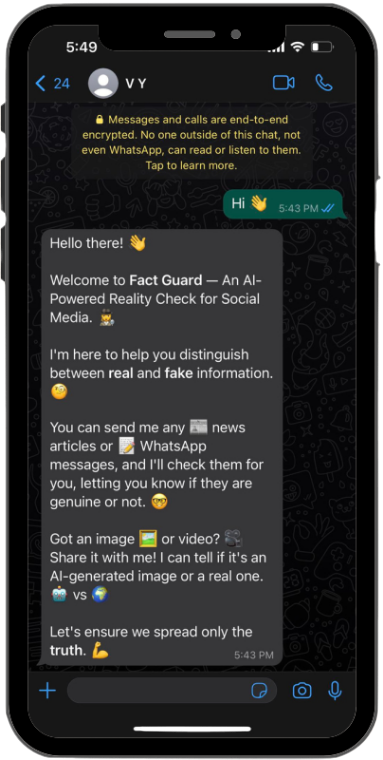 5:49
24
V Y
🔒 Messages and calls are end-to-end
encrypted. No one outside of this chat, not
even WhatsApp, can read or listen to them.
Tap to learn more.
Hi 👋
5:43 PM
Hello there! 👋
Welcome to Fact Guard — An AI-
Powered Reality Check for Social
Media. 🕵️
I'm here to help you distinguish
between real and fake information.
🧐
You can send me any 📰 news
articles or 📝 WhatsApp
messages, and I'll check them for
you, letting you know if they are
genuine or not. 🤓
Got an image 🖼️ or video? 🎥
Share it with me! I can tell if it's an
AI-generated image or a real one.
🤖 vs 🌍
Let's ensure we spread only the
truth. 💪
5:43 PM